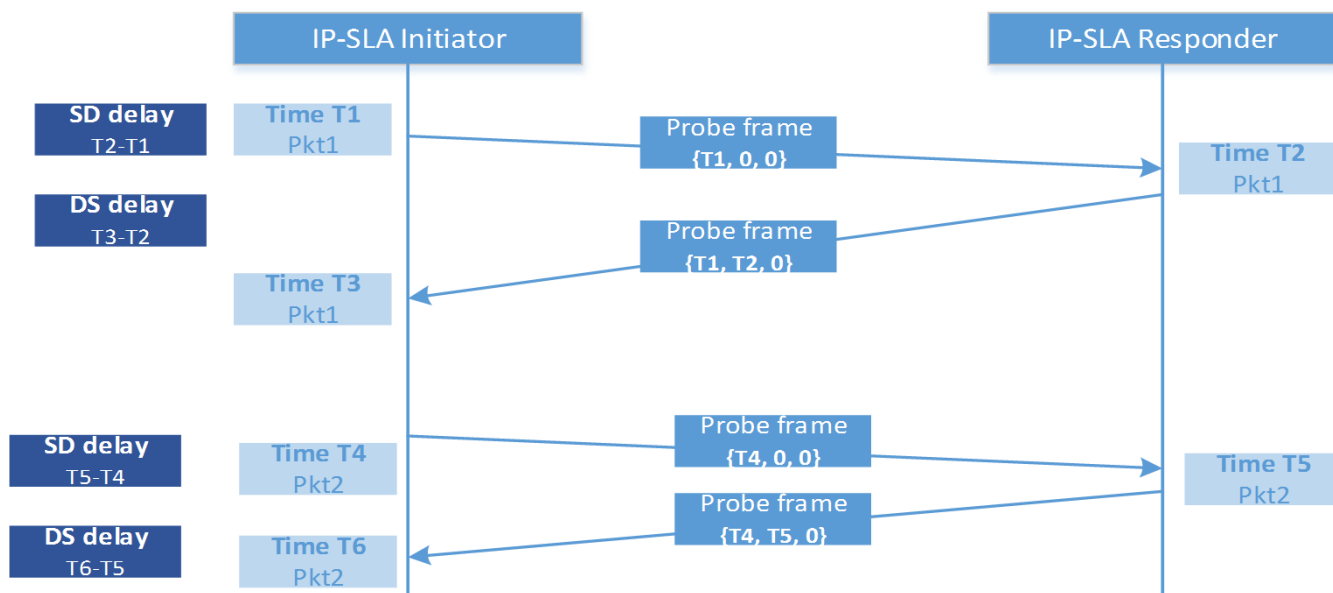 IP-SLA Initiator
IP-SLA Responder
SD delay
T2-T1
Time T1
Pkt1
Probe frame
{T1, 0, 0}
Time T2
Pkt1
DS delay
T3-T2
Probe frame
{T1, T2, 0}
Time T3
Pkt1
SD delay
T5-T4
Time T4
Pkt2
Probe frame
{T4, 0, 0}
Time T5
Pkt2
DS delay
T6-T5
Time T6
Pkt2
Probe frame
{T4, T5, 0}